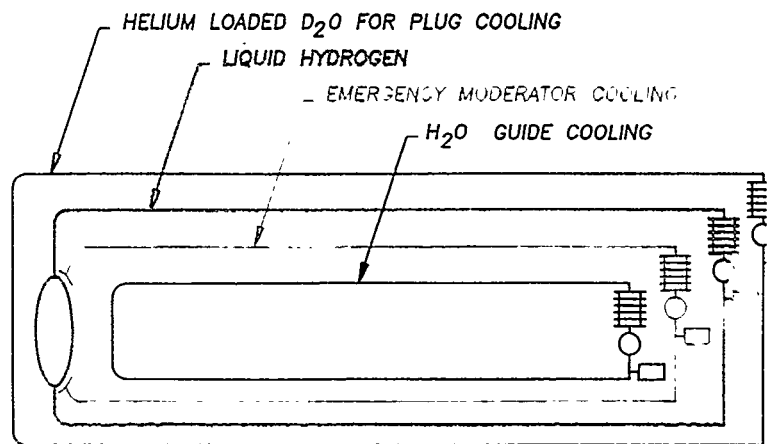 HELIUM LOADED D₂O FOR PLUG COOLING
LIQUID HYDROGEN
EMERGENCY MODERATOR COOLING
H₂O GUIDE COOLING